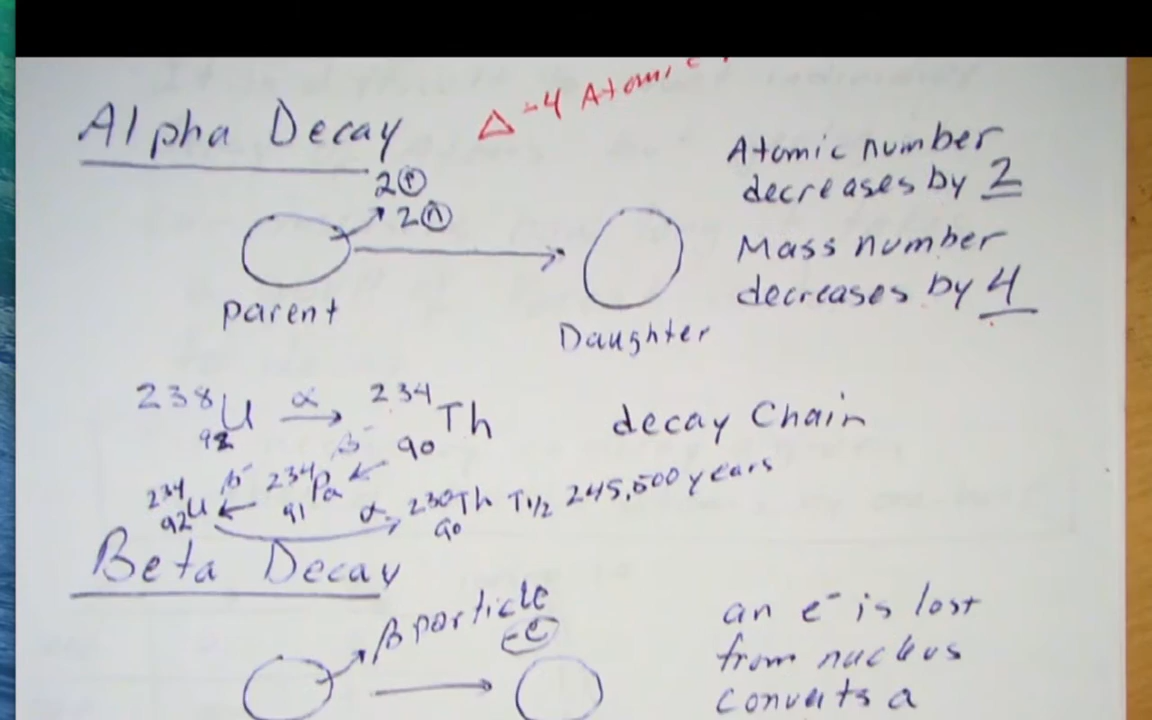 Alpha Decay
Δ -4 Atomic
2 p
2 n
Parent
Daughter
Atomic number
decreases by 2
Mass number
decreases by 4
238 92 U α → 234 90 Th
decay Chain
234 92 U ← β- 234 91 Pa ← β-
α 230 90 Th T1/2 245,500 years
Beta Decay
β particle
-e
an e- is lost
from nucleus
converts a